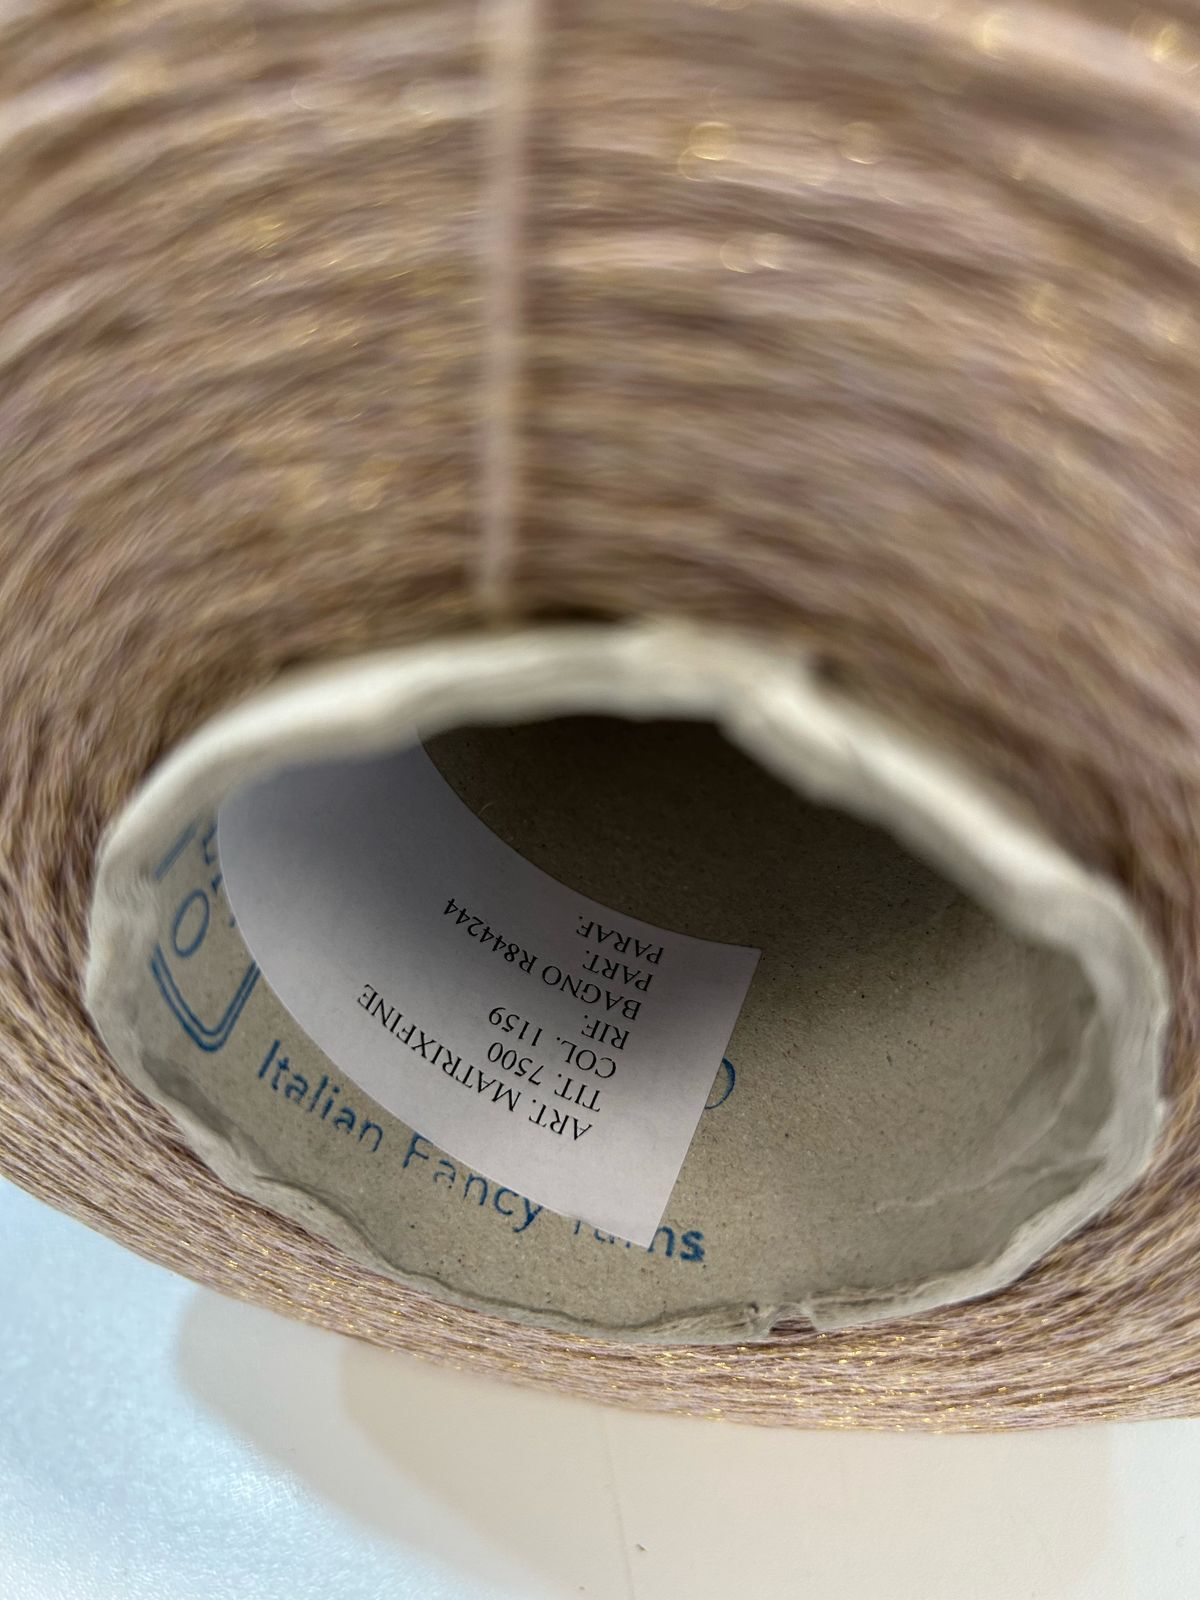 ART. MATRIXFINE
TIT. 7500
COL. 1159
RIF.
BAGNO R844244
PART.
PARAF.
Italian Fancy Yarns